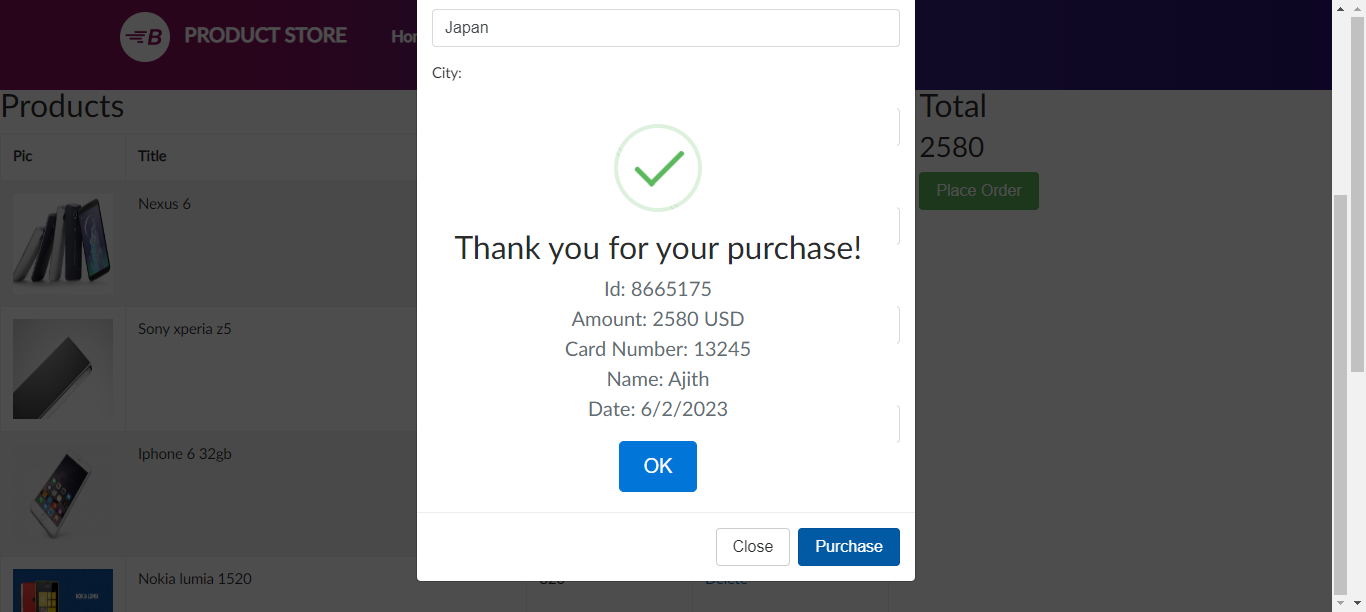 PRODUCT STORE
Hor
Japan
City:
Products
Total
2580
Place Order
Pic
Title
Nexus 6
Sony xperia z5
Iphone 6 32gb
Nokia lumia 1520
Thank you for your purchase!
Id: 8665175
Amount: 2580 USD
Card Number: 13245
Name: Ajith
Date: 6/2/2023
OK
Close
Purchase